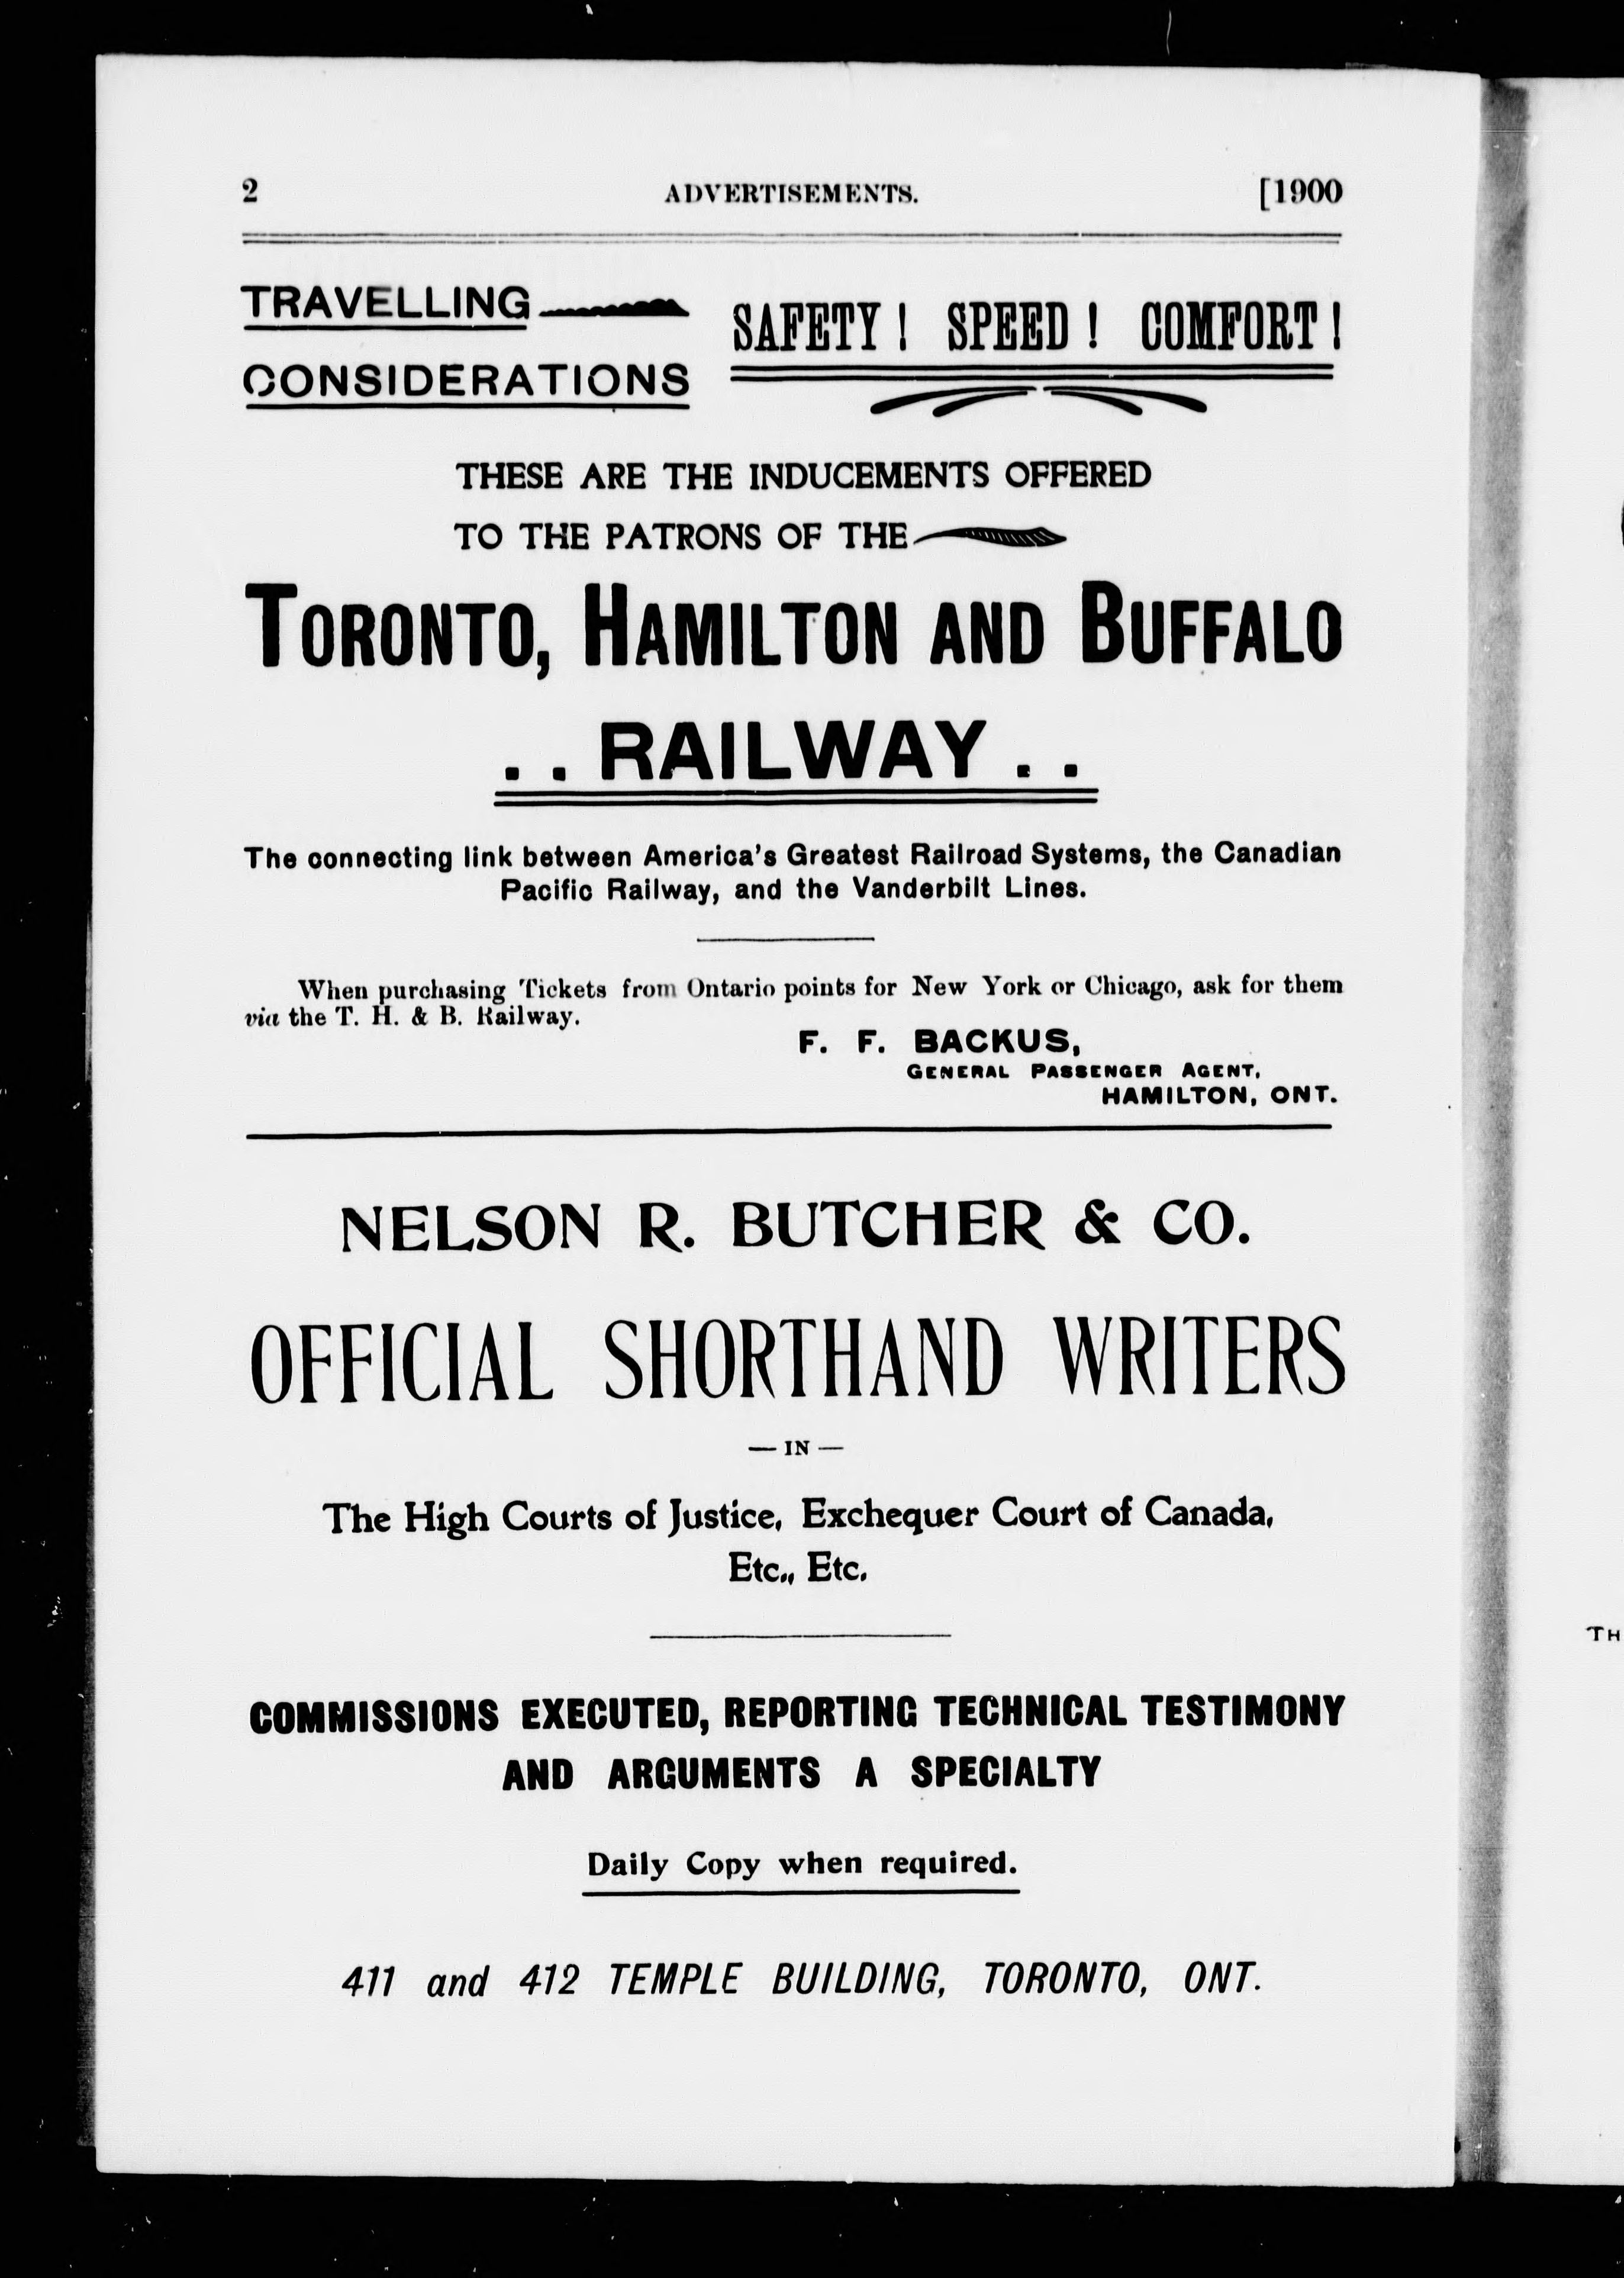 2 ADVERTISEMENTS. [1900
TRAVELLING
CONSIDERATIONS
SAFETY! SPEED! COMFORT!
THESE ARE THE INDUCEMENTS OFFERED
TO THE PATRONS OF THE
TORONTO, HAMILTON AND BUFFALO
. . RAILWAY . .
The connecting link between America's Greatest Railroad Systems, the Canadian
Pacific Railway, and the Vanderbilt Lines.
When purchasing Tickets from Ontario points for New York or Chicago, ask for them
via the T. H. & B. Railway.
F. F. BACKUS,
GENERAL PASSENGER AGENT,
HAMILTON, ONT.
NELSON R. BUTCHER & CO.
OFFICIAL SHORTHAND WRITERS
— IN —
The High Courts of Justice, Exchequer Court of Canada,
Etc., Etc.
COMMISSIONS EXECUTED, REPORTING TECHNICAL TESTIMONY
AND ARGUMENTS A SPECIALTY
Daily Copy when required.
411 and 412 TEMPLE BUILDING, TORONTO, ONT.
TH